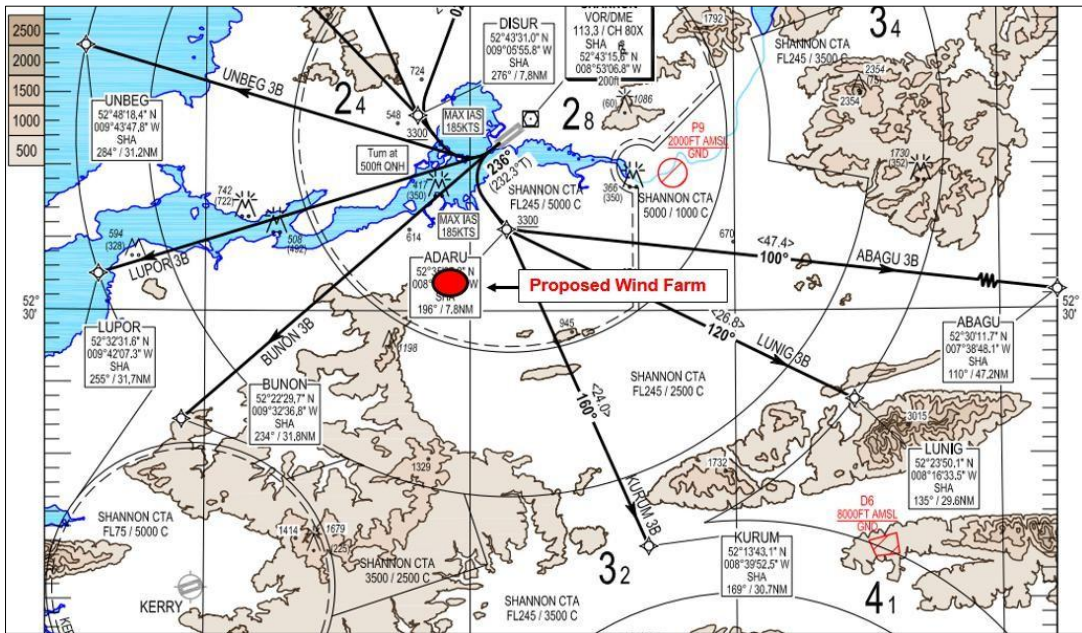 2500
2000
1500
1000
500
DISUR
52°43'31,0" N
009°05'55,8" W
SHA
276° / 7,8NM
VOR/DME
113,3 / CH 80X
SHA
52°43'15,6" N
008°53'06.8" W
200ft
1792
3 4
SHANNON CTA
FL245 / 3500 C
UNBEG 3B
724
2 4
548
3300
MAX IAS
185KTS
(60)
1086
2 8
2354
(75)
2354
UNBEG
52°48'18,4" N
009°43'47,8" W
SHA
284° / 31.2NM
Turn at
500ft QNH
236°
(232.3°T)
P9
2000FT AMSL
GND
1730
(352)
417
(350)
SHANNON CTA
FL245 / 5000 C
366
(350)
SHANNON CTA
5000 / 1000 C
742
(722)
MAX IAS
185KTS
3300
594
(328)
508
(492)
614
670
<47.4>
100°
ABAGU 3B
LUPOR 3B
ADARU
SHA
196° / 7,8NM
Proposed Wind Farm
52°
30'
52°
30'
LUPOR
52°32'31.6" N
009°42'07.3" W
SHA
255° / 31,7NM
BUNON 3B
1198
945
<26.8>
120°
LUNIG 3B
ABAGU
52°30'11.7" N
007°38'48.1" W
SHA
110° / 47.2NM
BUNON
52°22'29,7" N
009°32'36,8" W
SHA
234° / 31,8NM
SHANNON CTA
FL245 / 2500 C
<24.0>
160°
3015
LUNIG
52°23'50,1" N
008°16'33.5" W
SHA
135° / 29.6NM
1329
1732
KURUM 3B
SHANNON CTA
FL75 / 5000 C
1414
1679
(225)
D6
8000FT AMSL
GND
SHANNON CTA
3500 / 2500 C
3 2
KURUM
52°13'43,1" N
008°39'52,5" W
SHA
169° / 30.7NM
4 1
KERRY
SHANNON CTA
FL245 / 3500 C